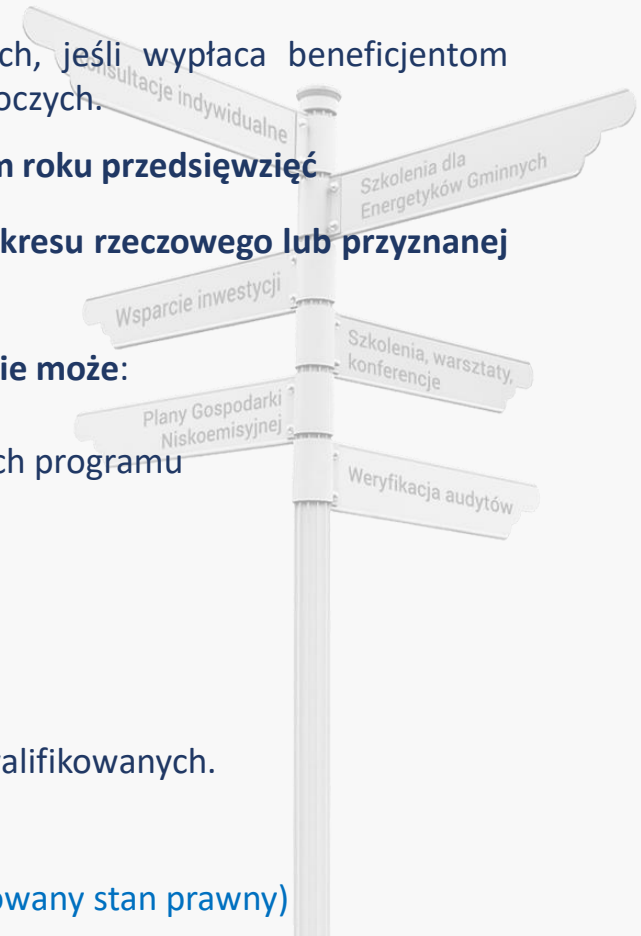 ch, jeśli wypłaca beneficjentom
oczych.
m roku przedsięwzięć
kresu rzeczowego lub przyznanej
ie może:
ch programu
alifikowanych.
owany stan prawny)
Konsultacje indywidualne
Szkolenia dla
Energetyków Gminnych
Wsparcie inwestycji
Szkolenia, warsztaty,
konferencje
Plany Gospodarki
Niskoemisyjnej
Weryfikacja audytów